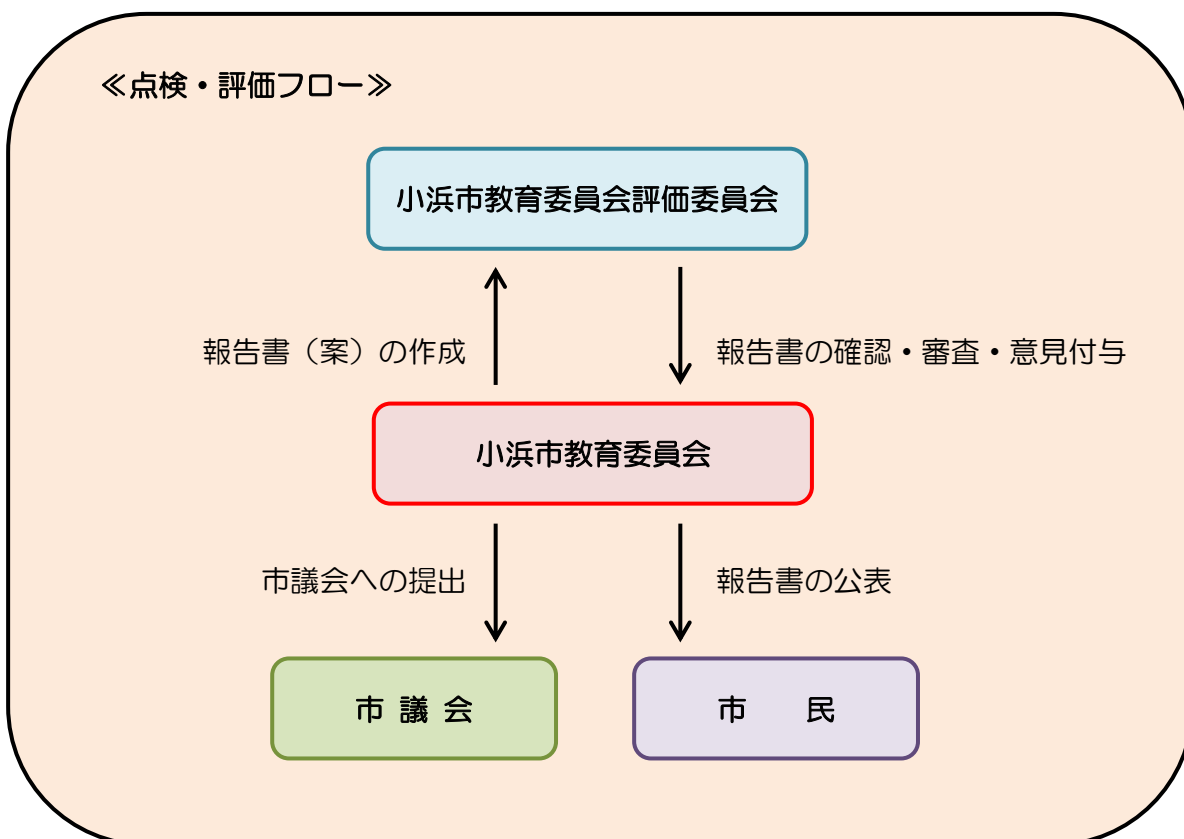 ≪点検・評価フロー≫
小浜市教育委員会評価委員会
報告書（案）の作成
報告書の確認・審査・意見付与
小浜市教育委員会
市議会への提出
報告書の公表
市 議 会
市　　民